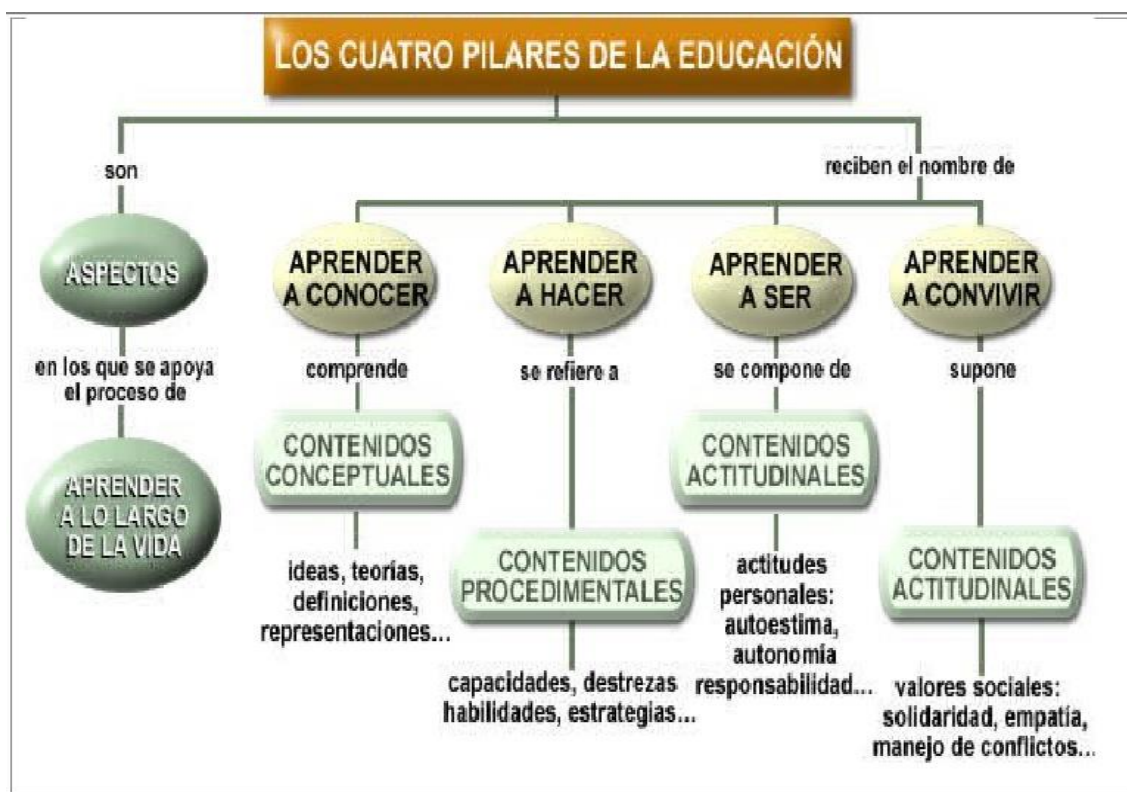 LOS CUATRO PILARES DE LA EDUCACIÓN
son
reciben el nombre de
ASPECTOS
en los que se apoya
el proceso de
APRENDER
A LO LARGO
DE LA VIDA
APRENDER
A CONOCER
comprende
CONTENIDOS
CONCEPTUALES
ideas, teorías,
definiciones,
representaciones...
APRENDER
A HACER
se refiere a
CONTENIDOS
PROCEDIMENTALES
capacidades, destrezas
habilidades, estrategias...
APRENDER
A SER
se compone de
CONTENIDOS
ACTITUDINALES
actitudes
personales:
autoestima,
autonomía
responsabilidad...
APRENDER
A CONVIVIR
supone
CONTENIDOS
ACTITUDINALES
valores sociales:
solidaridad, empatía,
manejo de conflictos...